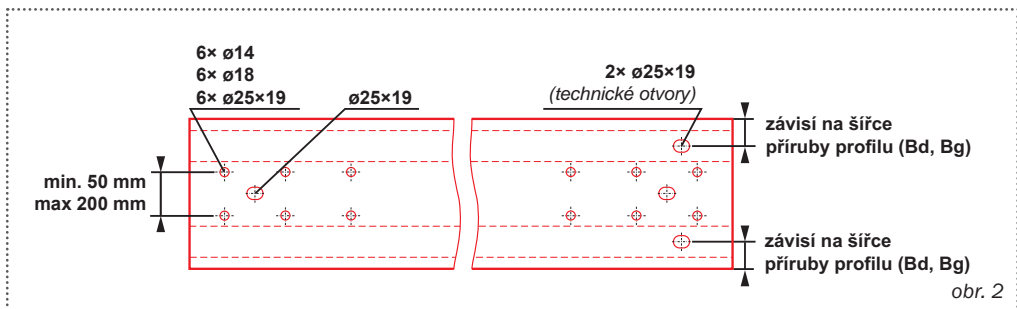 6× ø14
6× ø18
6× ø25×19
ø25×19
2× ø25×19
(technické otvory)
závisí na šířce
příruby profilu (Bd, Bg)
min. 50 mm
max 200 mm
závisí na šířce
příruby profilu (Bd, Bg)
obr. 2